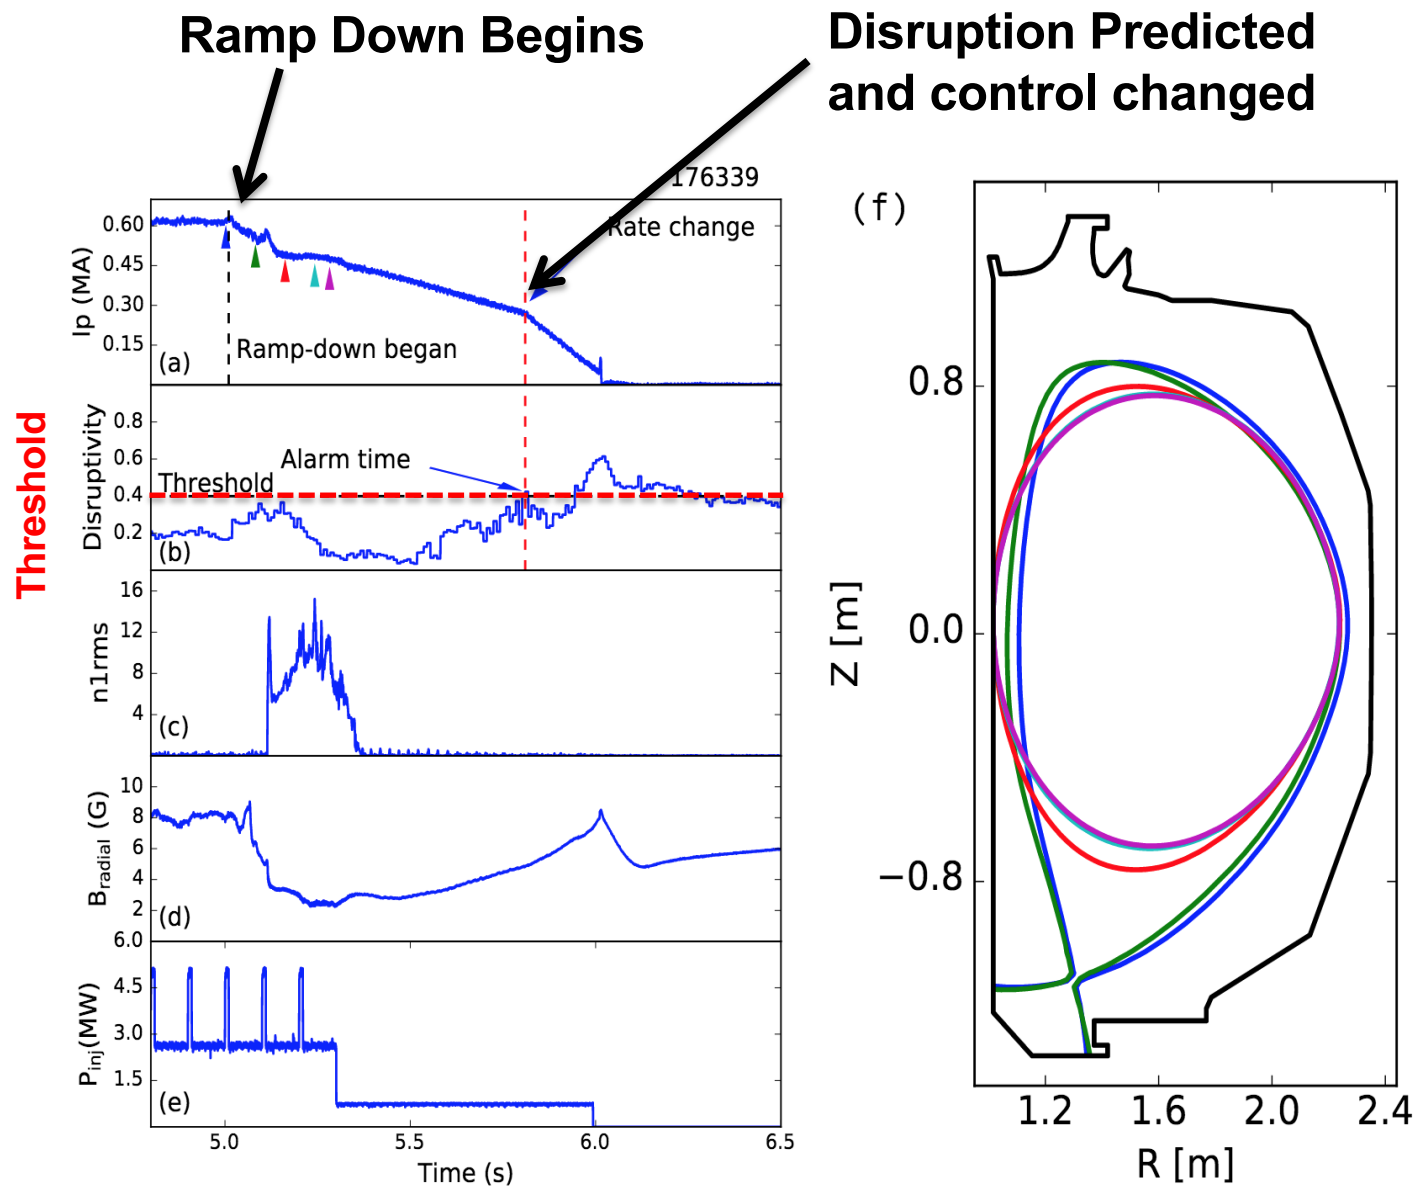 Ramp Down Begins
Disruption Predicted
and control changed
176339
Rate change
0.60
0.45
0.30
0.15
Ip (MA)
Ramp-down began
(a)
Threshold
0.8
0.6
0.4
0.2
Disruptivity
Threshold
Alarm time
(b)
16
12
8
4
n1rms
(c)
10
8
6
4
2
Bradial (G)
(d)
6.0
4.5
3.0
1.5
Pinj(MW)
(e)
5.0 5.5 6.0 6.5
Time (s)
(f)
0.8
0.0
−0.8
Z [m]
1.2 1.6 2.0 2.4
R [m]